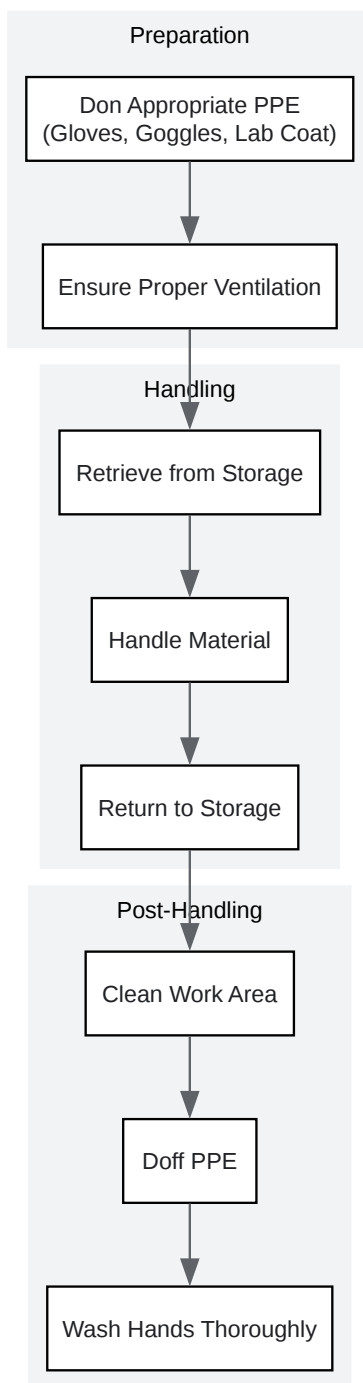 Preparation
Don Appropriate PPE
(Gloves, Goggles, Lab Coat)
Ensure Proper Ventilation
Handling
Retrieve from Storage
Handle Material
Return to Storage
Post-Handling
Clean Work Area
Doff PPE
Wash Hands Thoroughly